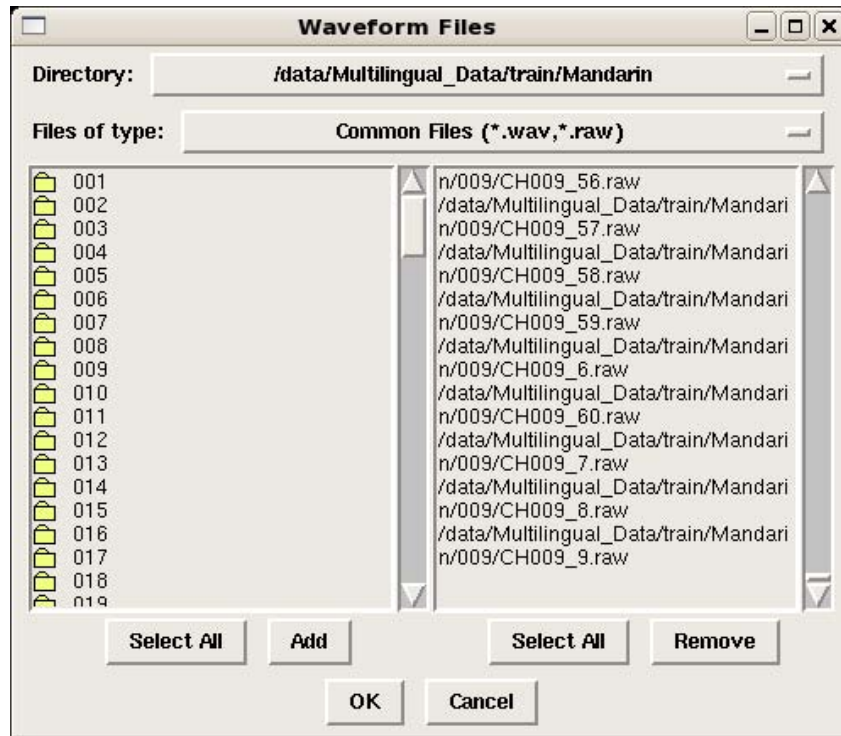 Waveform Files
Directory: /data/Multilingual_Data/train/Mandarin
Files of type: Common Files (*.wav,*.raw)
001
002
003
004
005
006
007
008
009
010
011
012
013
014
015
016
017
018
019
n/009/CH009_56.raw
/data/Multilingual_Data/train/Mandari
n/009/CH009_57.raw
/data/Multilingual_Data/train/Mandari
n/009/CH009_58.raw
/data/Multilingual_Data/train/Mandari
n/009/CH009_59.raw
/data/Multilingual_Data/train/Mandari
n/009/CH009_6.raw
/data/Multilingual_Data/train/Mandari
n/009/CH009_60.raw
/data/Multilingual_Data/train/Mandari
n/009/CH009_7.raw
/data/Multilingual_Data/train/Mandari
n/009/CH009_8.raw
/data/Multilingual_Data/train/Mandari
n/009/CH009_9.raw
Select All Add Select All Remove
OK Cancel